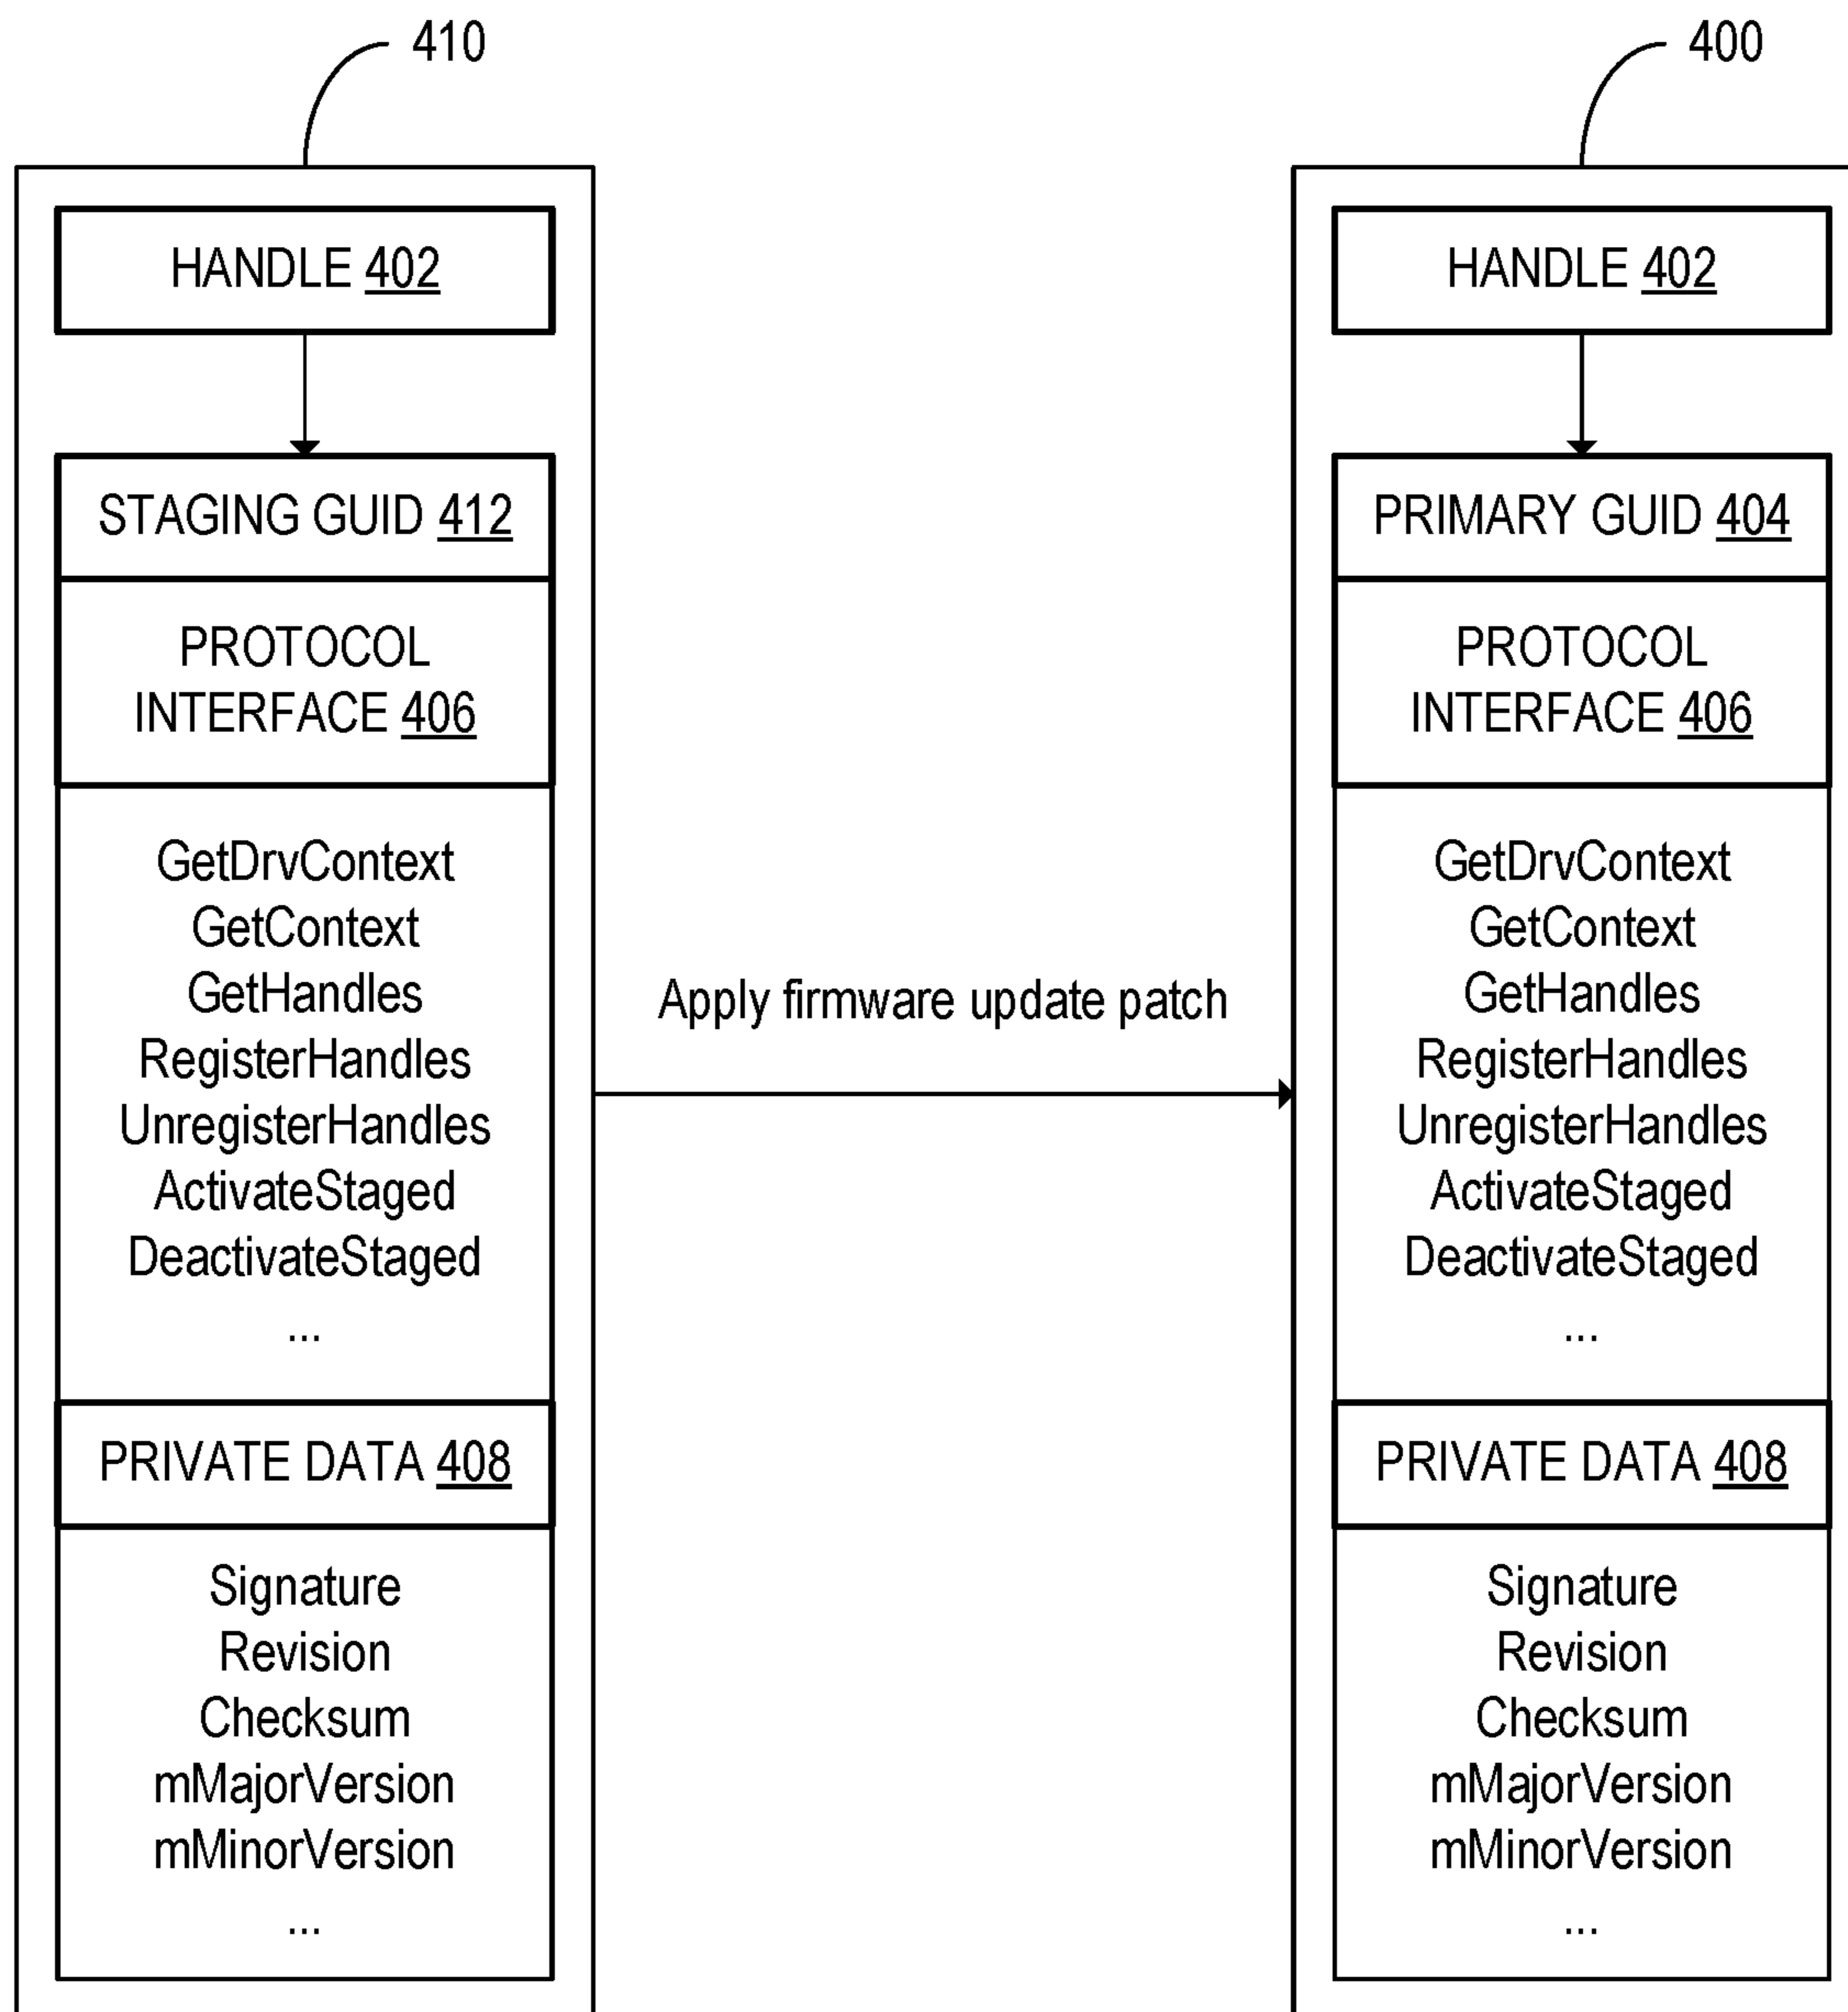 410
HANDLE 402
STAGING GUID 412
PROTOCOL
INTERFACE 406
GetDrvContext
GetContext
GetHandles
RegisterHandles
UnregisterHandles
ActivateStaged
DeactivateStaged
...
PRIVATE DATA 408
Signature
Revision
Checksum
mMajorVersion
mMinorVersion
...
Apply firmware update patch
400
HANDLE 402
PRIMARY GUID 404
PROTOCOL
INTERFACE 406
GetDrvContext
GetContext
GetHandles
RegisterHandles
UnregisterHandles
ActivateStaged
DeactivateStaged
...
PRIVATE DATA 408
Signature
Revision
Checksum
mMajorVersion
mMinorVersion
...